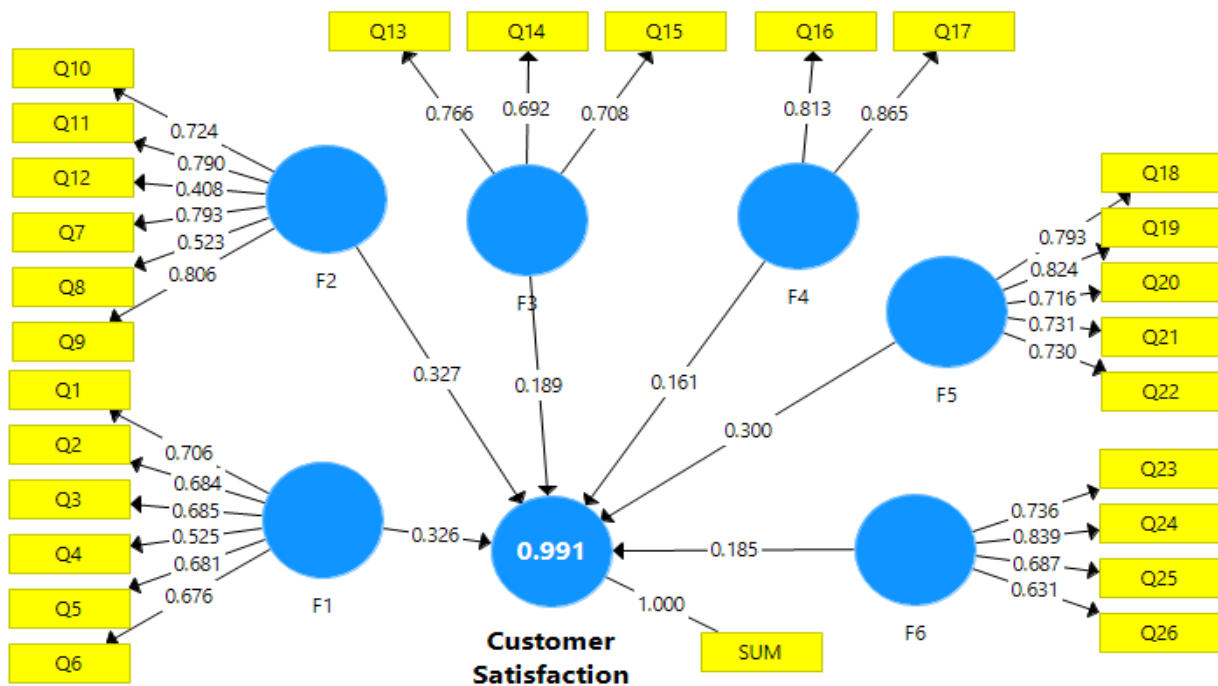 Q13
Q14
Q15
Q16
Q17
0.766
0.692
0.708
0.813
0.865
Q10
Q11
Q12
Q7
Q8
Q9
0.724
0.790
0.408
0.793
0.523
0.806
F2
F3
F4
Q18
Q19
Q20
Q21
Q22
0.793
0.824
0.716
0.731
0.730
F5
0.327
0.189
0.161
0.300
Q1
Q2
Q3
Q4
Q5
Q6
0.706
0.684
0.685
0.525
0.681
0.676
F1
0.326
0.991
0.185
Q23
Q24
Q25
Q26
0.736
0.839
0.687
0.631
F6
1.000
Customer
Satisfaction
SUM